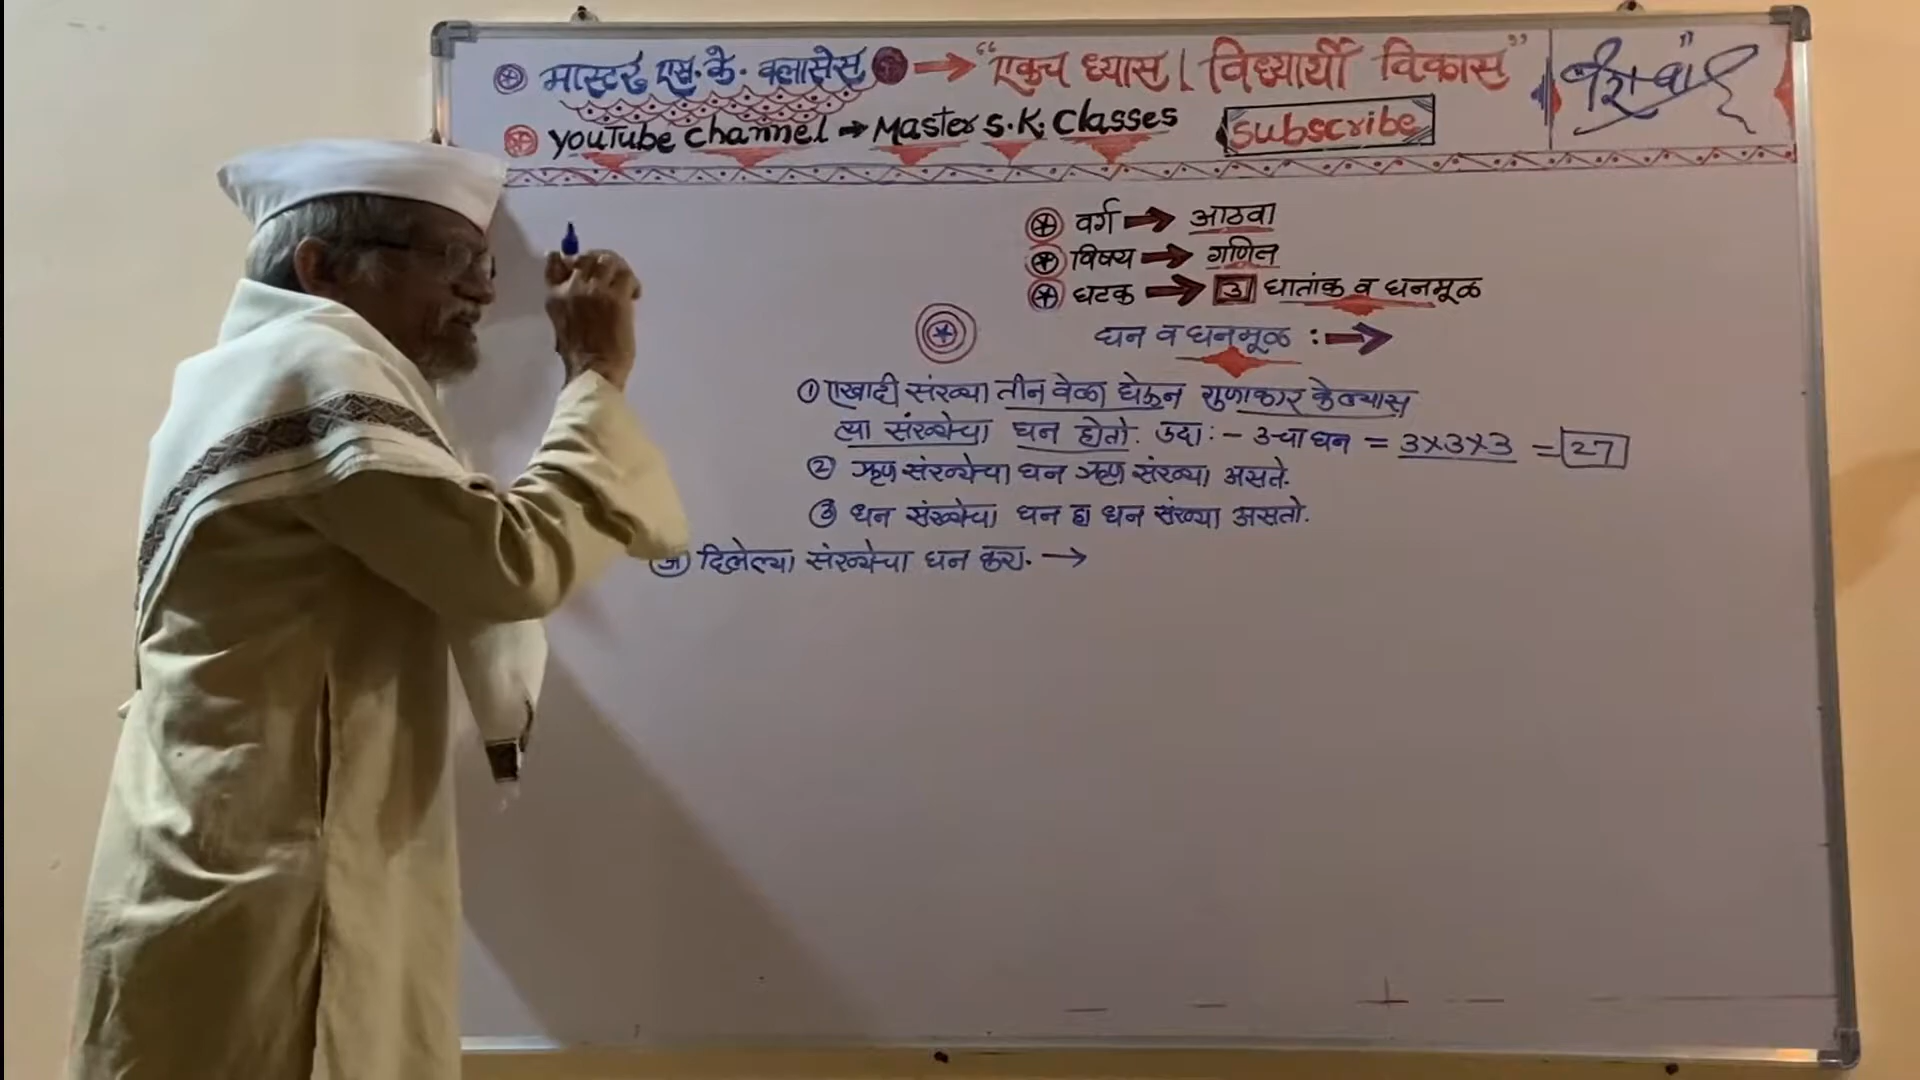 मास्टर एस.के. क्लासेस → "एकच ध्यास । विद्यार्थी विकास"
YouTube channel → Master S.K. Classes Subscribe
वर्ग → आठवा
विषय → गणित
घटक → 3 घातांक व घनमूळ
घन व घनमूळ :→
① एखादी संख्या तीन वेळा घेऊन गुणाकार केल्यास
त्या संख्येचा घन होतो. उदा :- 3 चा घन = 3×3×3 = 27
② ऋण संख्येचा घन ऋण संख्या असते.
③ धन संख्येचा घन हा धन संख्या असतो.
दिलेल्या संख्येचा घन करा. →